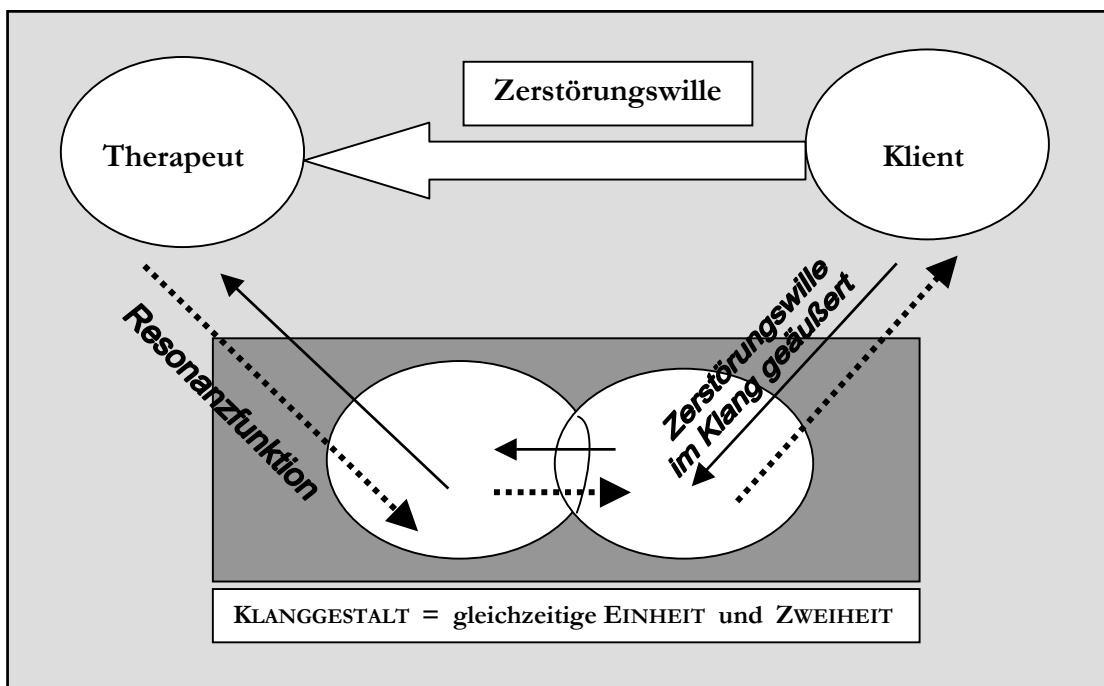 Zerstörungswille
Therapeut
Klient
Resonanzfunktion
Zerstörungswille
im Klang geäußert
KLANGGESTALT = gleichzeitige EINHEIT und ZWEIHEIT